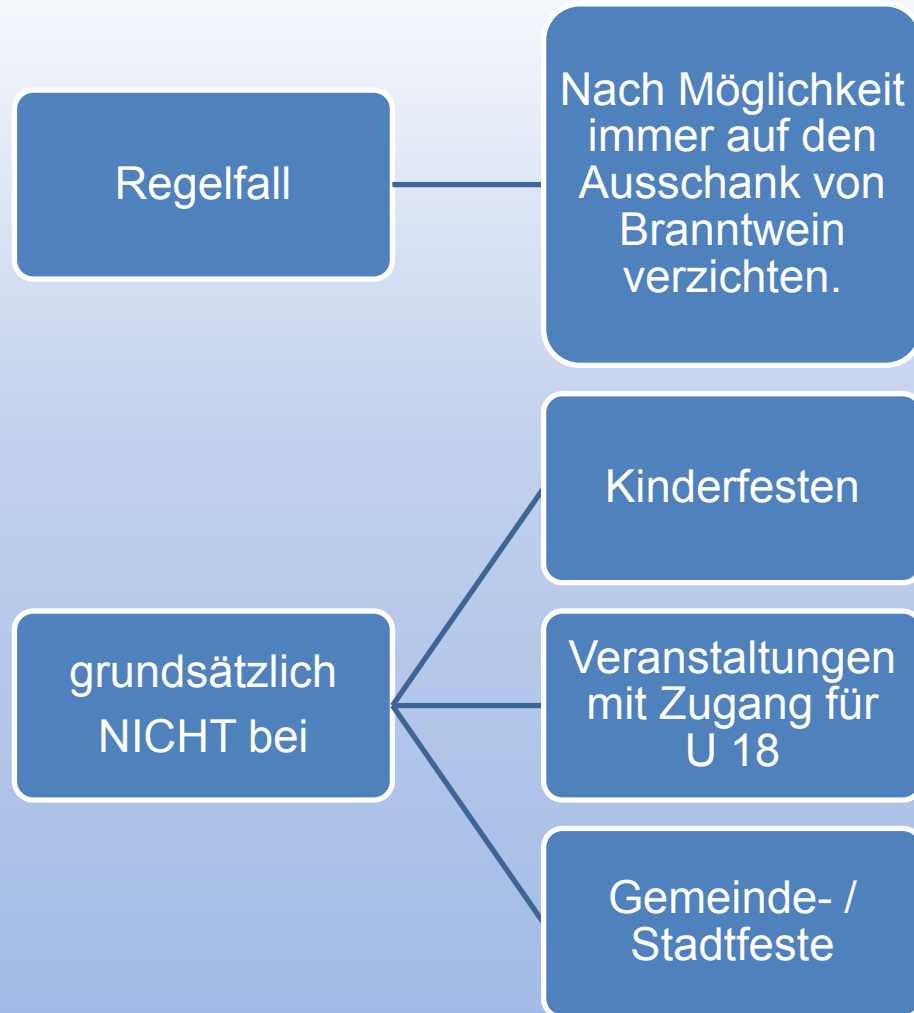 Regelfall
Nach Möglichkeit
immer auf den
Ausschank von
Branntwein
verzichten.
grundsätzlich
NICHT bei
Kinderfesten
Veranstaltungen
mit Zugang für
U 18
Gemeinde- /
Stadtfeste